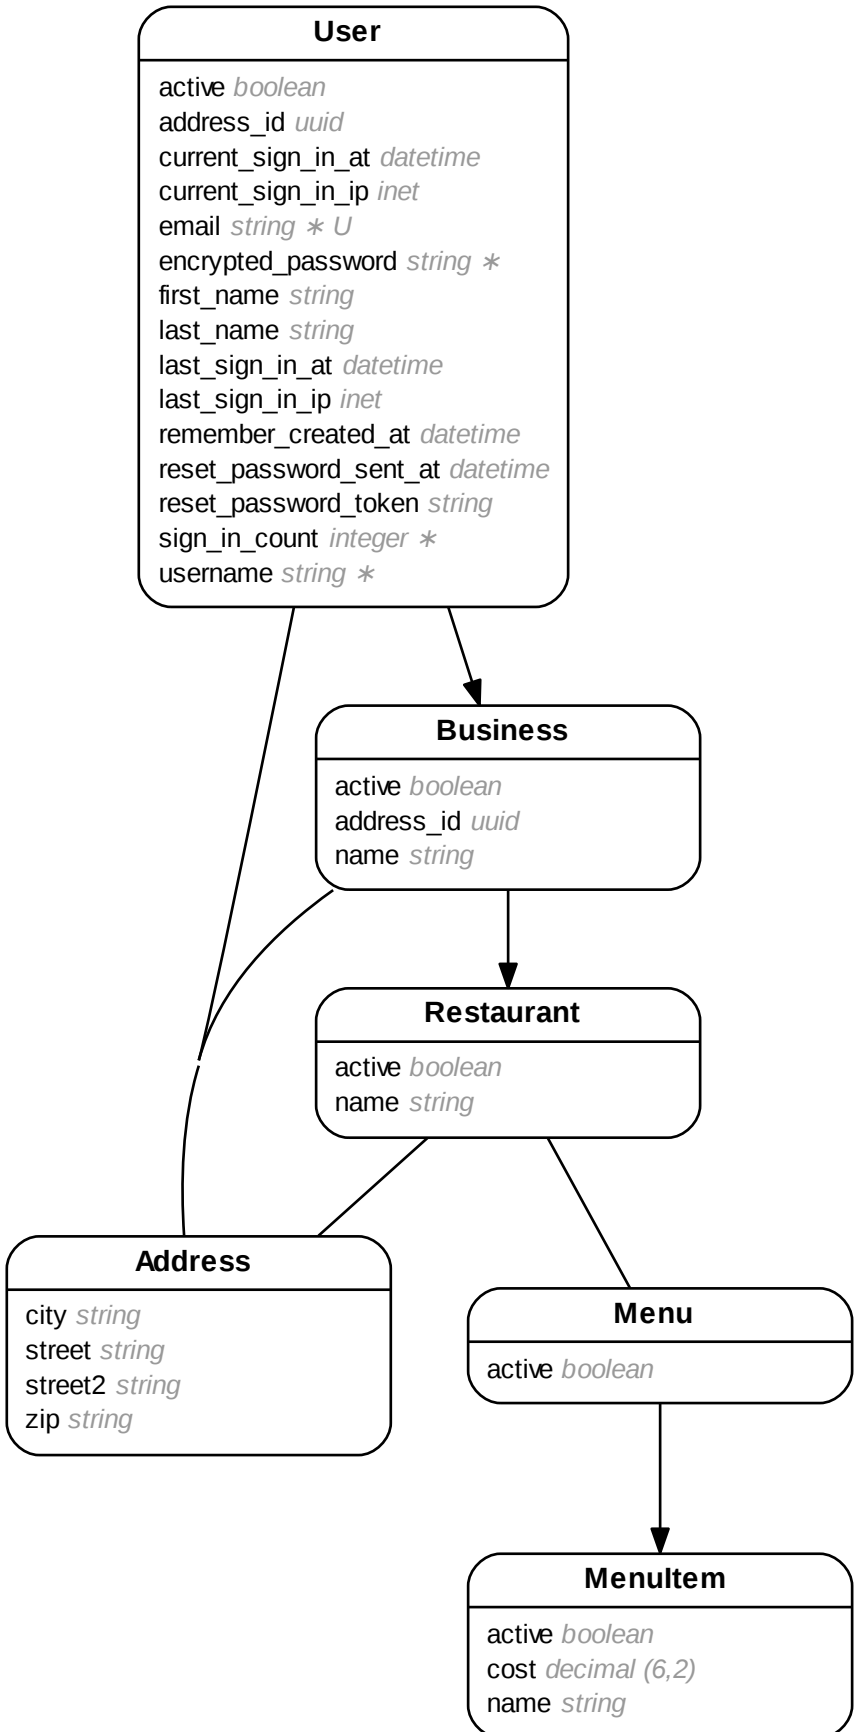 User
active boolean
address_id uuid
current_sign_in_at datetime
current_sign_in_ip inet
email string ∗ U
encrypted_password string ∗
first_name string
last_name string
last_sign_in_at datetime
last_sign_in_ip inet
remember_created_at datetime
reset_password_sent_at datetime
reset_password_token string
sign_in_count integer ∗
username string ∗
Business
active boolean
address_id uuid
name string
Restaurant
active boolean
name string
Address
city string
street string
street2 string
zip string
Menu
active boolean
MenuItem
active boolean
cost decimal (6,2)
name string